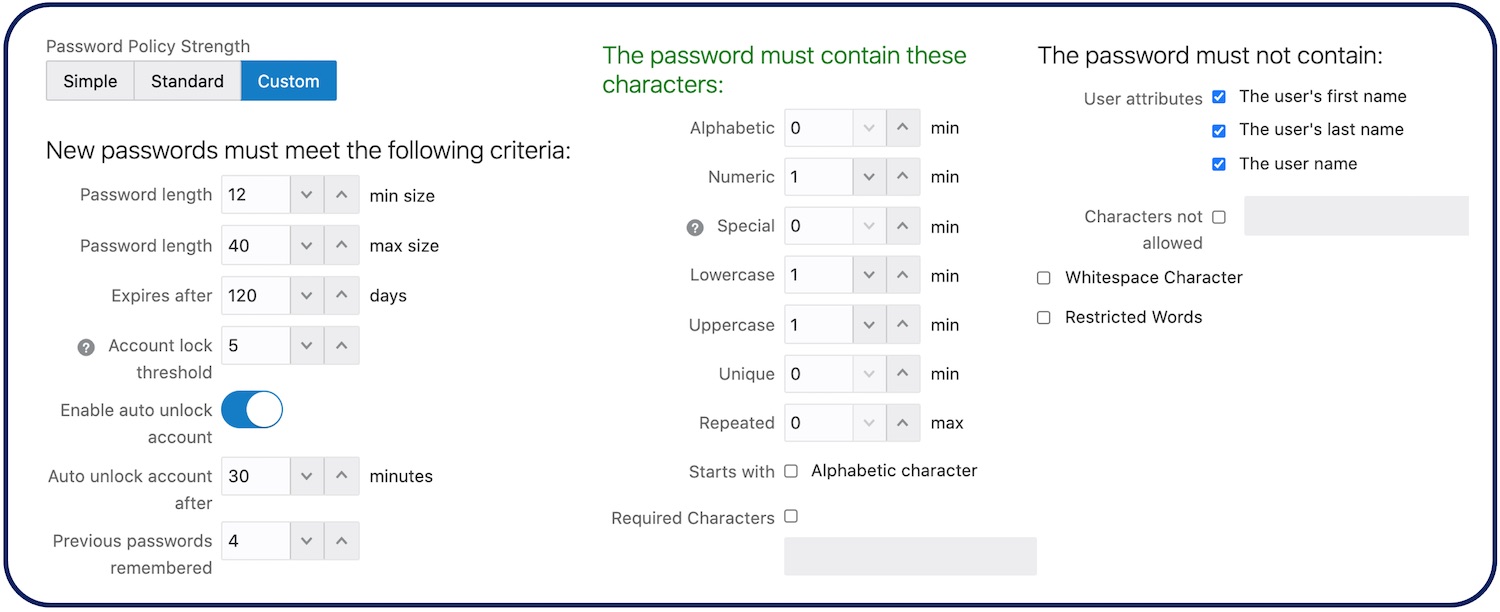 Password Policy Strength
Simple Standard Custom
New passwords must meet the following criteria:
Password length 12 min size
Password length 40 max size
Expires after 120 days
? Account lock 5
threshold
Enable auto unlock
account
Auto unlock account 30 minutes
after
Previous passwords 4
remembered
The password must contain these
characters:
Alphabetic 0 min
Numeric 1 min
? Special 0 min
Lowercase 1 min
Uppercase 1 min
Unique 0 min
Repeated 0 max
Starts with Alphabetic character
Required Characters
The password must not contain:
User attributes The user's first name
The user's last name
The user name
Characters not
allowed
Whitespace Character
Restricted Words